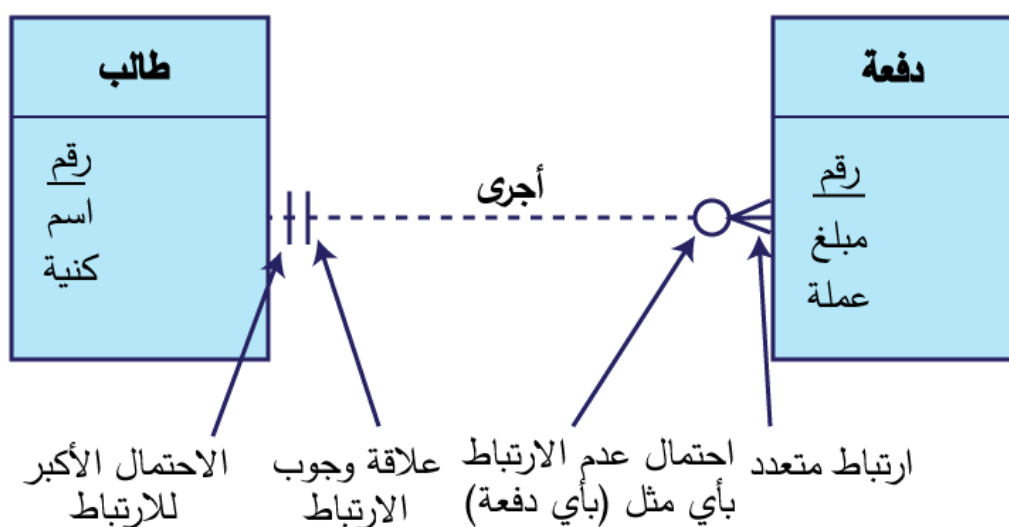 دفعة
رقم
مبلغ
عملة
أجرى
طالب
رقم
اسم
كنية
ارتباط متعدد
احتمال عدم الارتباط
بأي مثل (بأي دفعة)
علاقة وجوب
الارتباط
الاحتمال الأكبر
للارتباط